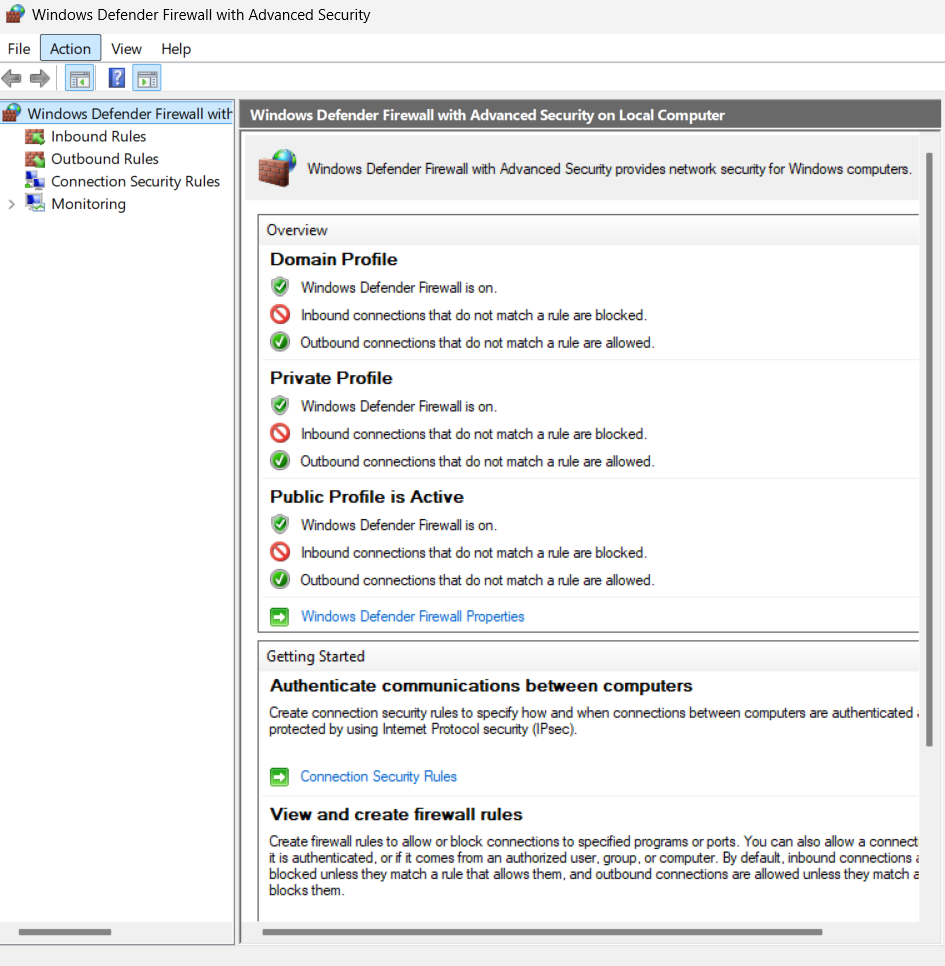 Windows Defender Firewall with Advanced Security
File Action View Help
Windows Defender Firewall with
Inbound Rules
Outbound Rules
Connection Security Rules
Monitoring
Windows Defender Firewall with Advanced Security on Local Computer
Windows Defender Firewall with Advanced Security provides network security for Windows computers.
Overview
Domain Profile
Windows Defender Firewall is on.
Inbound connections that do not match a rule are blocked.
Outbound connections that do not match a rule are allowed.
Private Profile
Windows Defender Firewall is on.
Inbound connections that do not match a rule are blocked.
Outbound connections that do not match a rule are allowed.
Public Profile is Active
Windows Defender Firewall is on.
Inbound connections that do not match a rule are blocked.
Outbound connections that do not match a rule are allowed.
Windows Defender Firewall Properties
Getting Started
Authenticate communications between computers
Create connection security rules to specify how and when connections between computers are authenticated
protected by using Internet Protocol security (IPsec).
Connection Security Rules
View and create firewall rules
Create firewall rules to allow or block connections to specified programs or ports. You can also allow a connect
it is authenticated, or if it comes from an authorized user, group, or computer. By default, inbound connections
blocked unless they match a rule that allows them, and outbound connections are allowed unless they match a
blocks them.